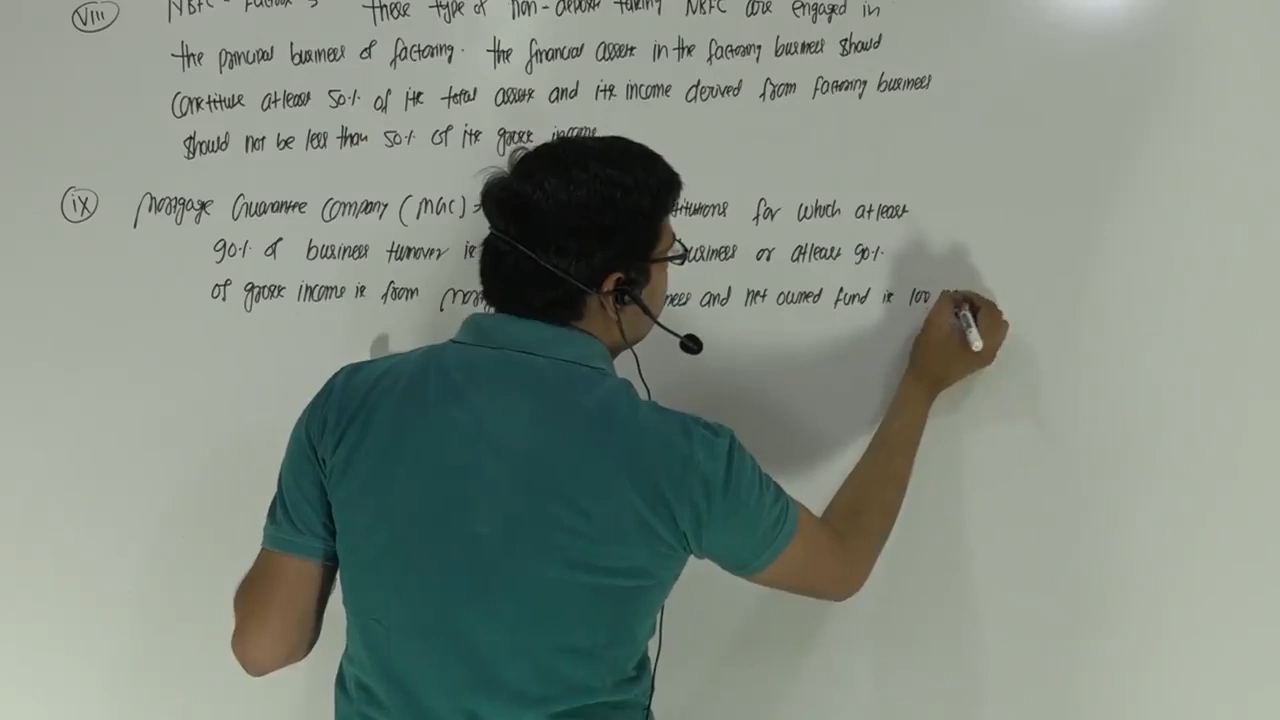 (viii) NBFC - Factors These type of non-deposit taking NBFC are engaged in
the principal business of factoring. the financial assets in the factoring business should
constitute atleast 50% of its total assets and its income derived from factoring business
should not be less than 50% of its gross income
(ix) Mortgage Guarantee Company (MGC) = for which atleast
90% of business turnover is business or atleast 90%
of gross income is from and net owned fund is 100